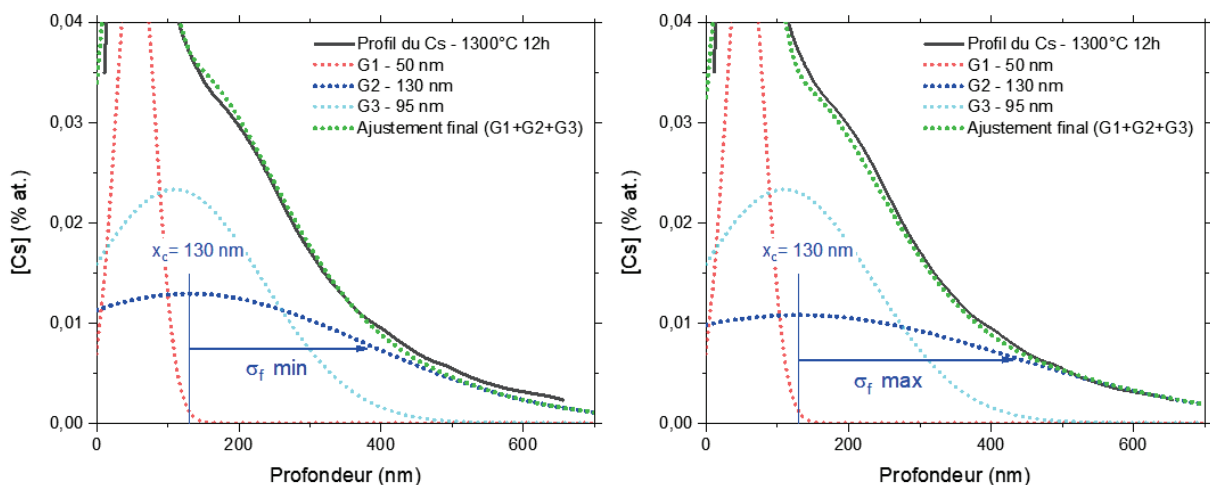 0,04
0,03
0,02
0,01
0,00
[Cs] (% at.)
Profil du Cs - 1300°C 12h
G1 - 50 nm
G2 - 130 nm
G3 - 95 nm
Ajustement final (G1+G2+G3)
x_c= 130 nm
σ_f min
0
200
400
600
Profondeur (nm)
0,04
0,03
0,02
0,01
0,00
[Cs] (% at.)
Profil du Cs - 1300°C 12h
G1 - 50 nm
G2 - 130 nm
G3 - 95 nm
Ajustement final (G1+G2+G3)
x_c= 130 nm
σ_f max
0
200
400
600
Profondeur (nm)